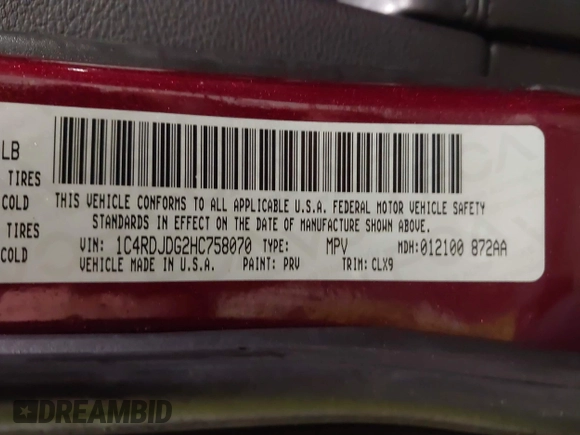 LB
TIRES
COLD
TIRES
COLD
THIS VEHICLE CONFORMS TO ALL APPLICABLE U.S.A. FEDERAL MOTOR VEHICLE SAFETY
STANDARDS IN EFFECT ON THE DATE OF MANUFACTURE SHOWN ABOVE.
VIN: 1C4RDJDG2HC758070 TYPE: MPV MDH:012100 872AA
VEHICLE MADE IN U.S.A. PAINT: PRV TRIM: CLX9
DREAMBID